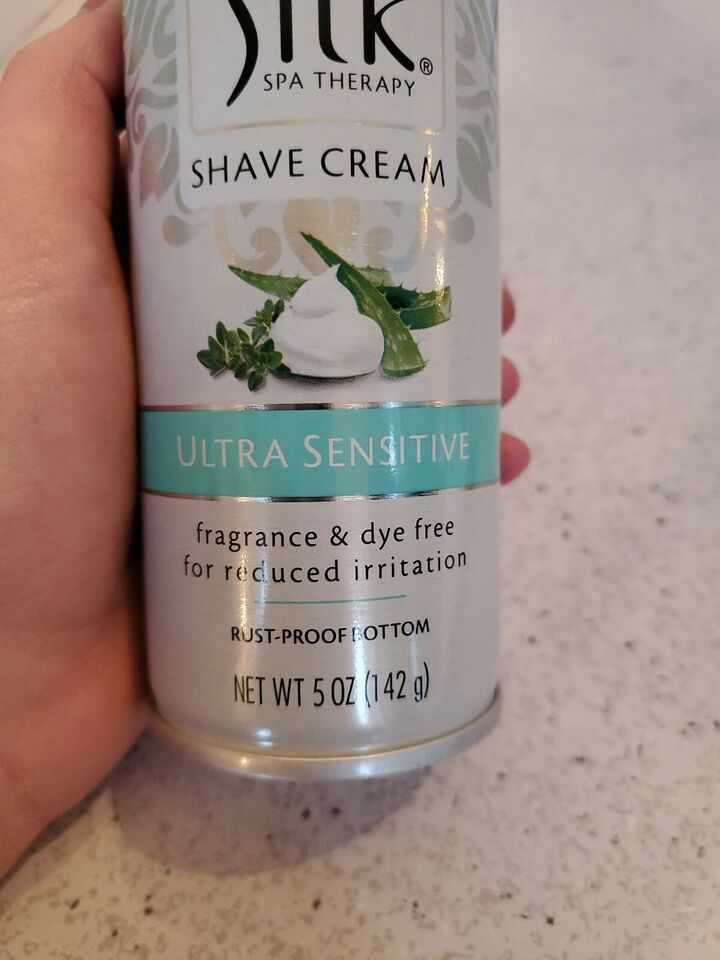 Silk®
SPA THERAPY
SHAVE CREAM
ULTRA SENSITIVE
fragrance & dye free
for reduced irritation
RUST-PROOF BOTTOM
NET WT 5 OZ (142 g)